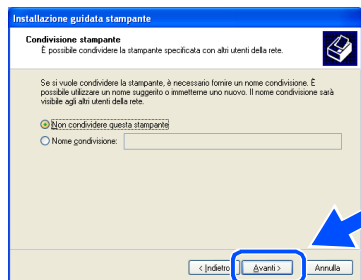 Installazione guidata stampante
Condivisione stampante
È possibile condividere la stampante specificata con altri utenti della rete.
Se si vuole condividere la stampante, è necessario fornire un nome condivisione. È
possibile utilizzare un nome suggerito o immetterne uno nuovo. Il nome condivisione sarà
visibile agli altri utenti della rete.
Non condividere questa stampante
Nome condivisione:
< Indietro Avanti > Annulla